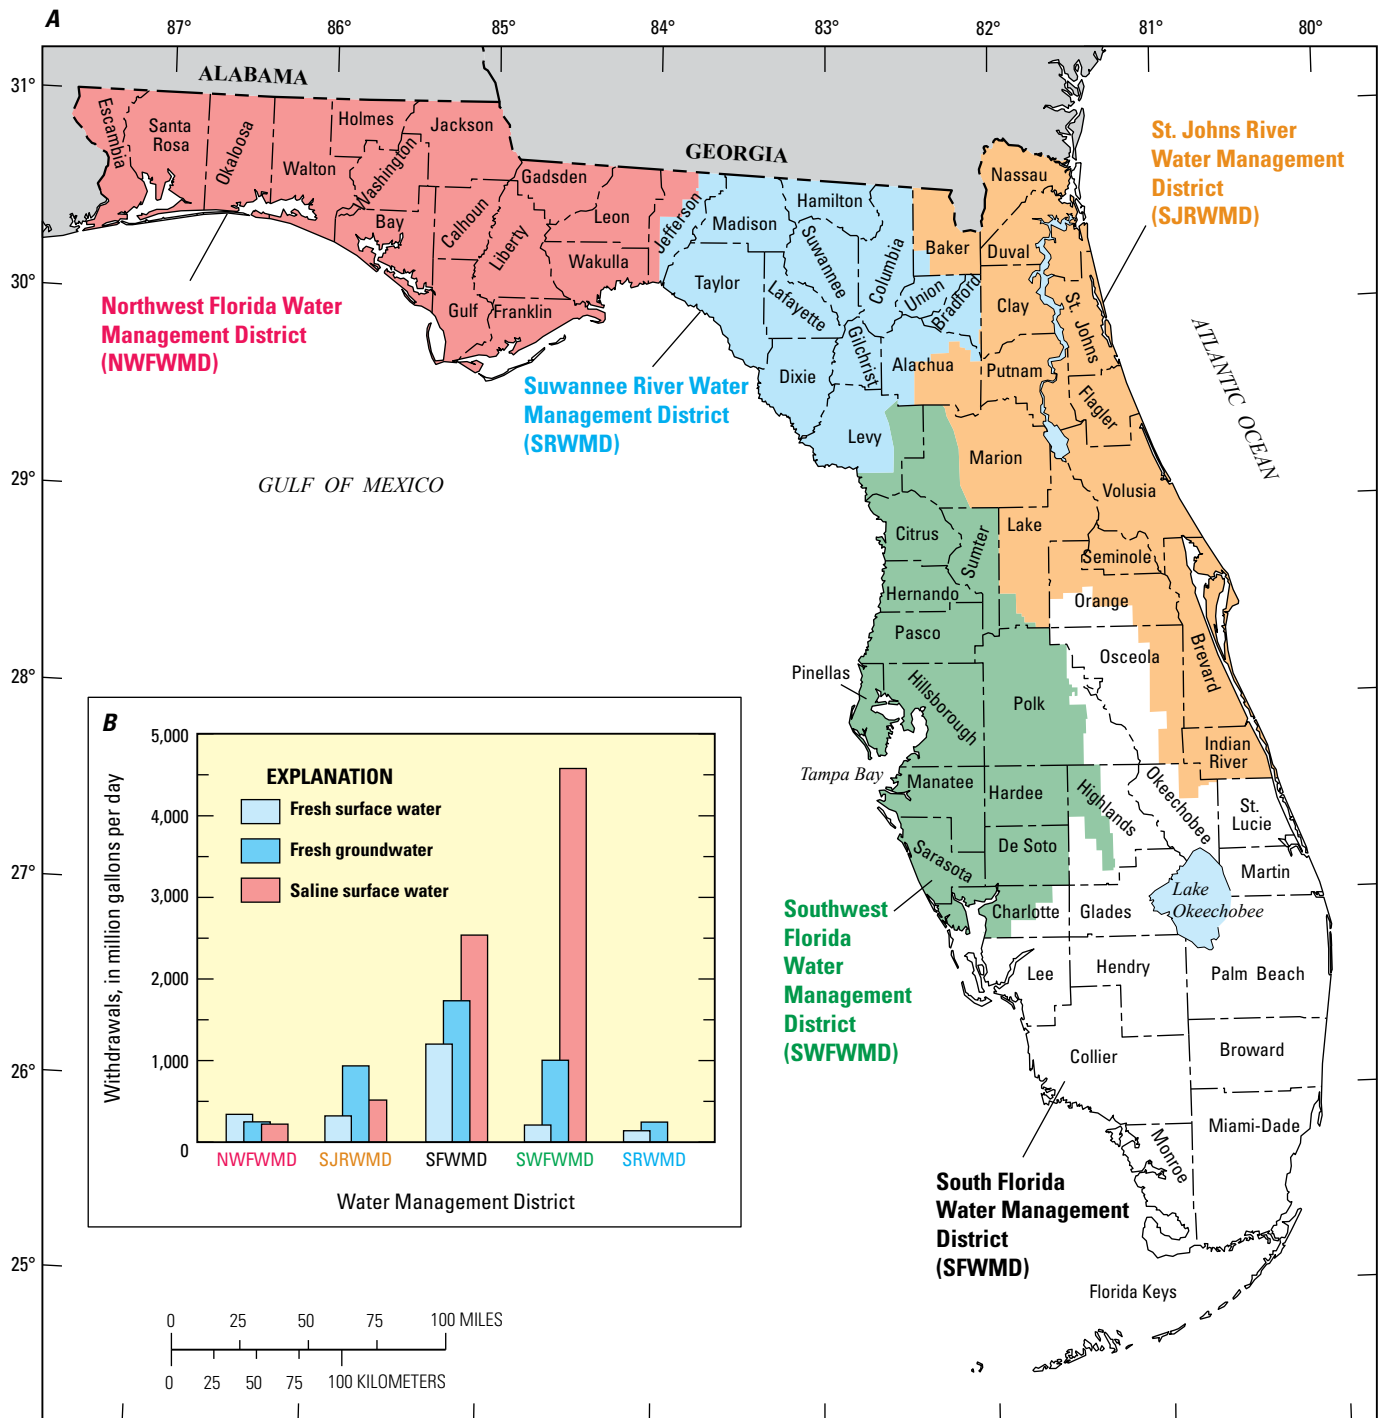 A
87°
86°
85°
84°
83°
82°
81°
80°
31°
30°
29°
28°
27°
26°
25°
ALABAMA
GEORGIA
Escambia
Santa
Rosa
Okaloosa
Walton
Holmes
Washington
Jackson
Bay
Calhoun
Gulf
Liberty
Gadsden
Franklin
Leon
Wakulla
Jefferson
Madison
Taylor
Hamilton
Suwannee
Lafayette
Dixie
Columbia
Gilchrist
Levy
Union
Bradford
Alachua
Baker
Nassau
Duval
Clay
St. Johns
Putnam
Flagler
Marion
Volusia
Citrus
Sumter
Lake
Seminole
Hernando
Orange
Pasco
Osceola
Brevard
Pinellas
Hillsborough
Polk
Indian
River
Tampa Bay
Manatee
Hardee
Highlands
Okeechobee
St.
Lucie
Sarasota
De Soto
Martin
Charlotte
Glades
Lake
Okeechobee
Lee
Hendry
Palm Beach
Collier
Broward
Monroe
Miami-Dade
Florida Keys
GULF OF MEXICO
ATLANTIC OCEAN
Northwest Florida Water
Management District
(NWFWMD)
Suwannee River Water
Management District
(SRWMD)
St. Johns River
Water Management
District
(SJRWMD)
Southwest
Florida
Water
Management
District
(SWFWMD)
South Florida
Water Management
District
(SFWMD)
B
Withdrawals, in million gallons per day
5,000
4,000
3,000
2,000
1,000
0
EXPLANATION
Fresh surface water
Fresh groundwater
Saline surface water
NWFWMD
SJRWMD
SFWMD
SWFWMD
SRWMD
Water Management District
0 25 50 75 100 MILES
0 25 50 75 100 KILOMETERS